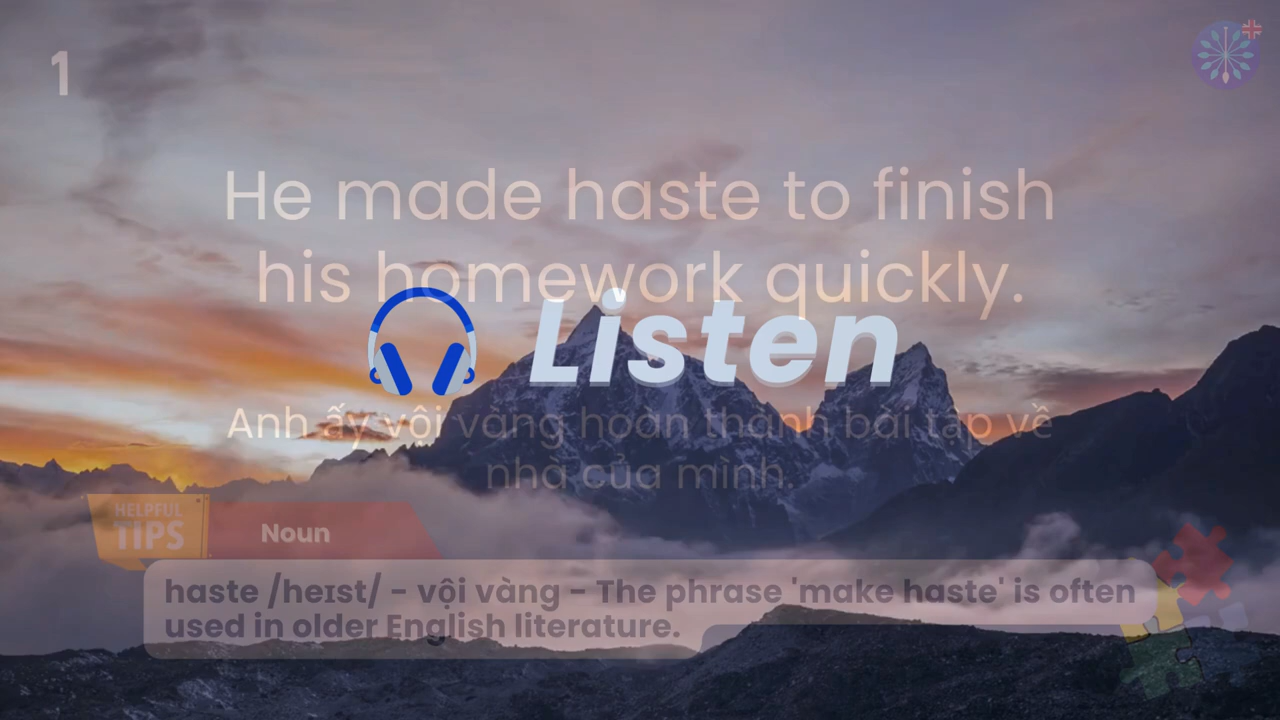 1
He made haste to finish
his homework quickly.
Listen
Anh ấy vội vàng hoàn thành bài tập về
nhà của mình.
HELPFUL
TIPS
Noun
haste /heɪst/ - vội vàng - The phrase 'make haste' is often
used in older English literature.